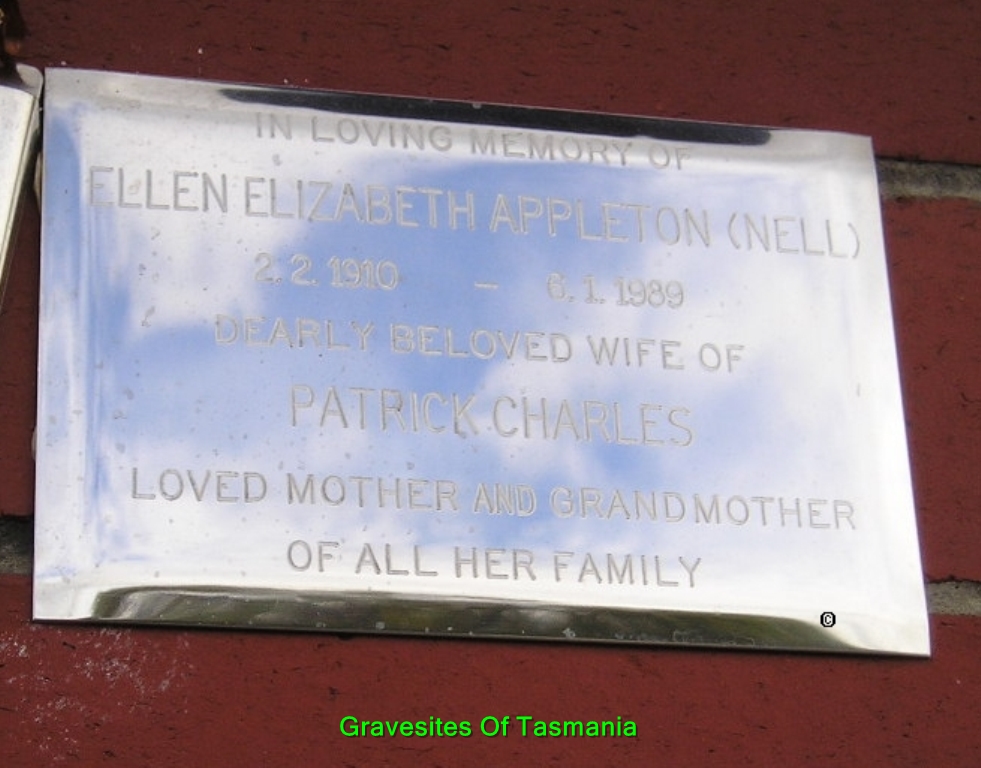 IN LOVING MEMORY OF
ELLEN ELIZABETH APPLETON (NELL)
2.2.1910 – 6.1.1989
DEARLY BELOVED WIFE OF
PATRICK CHARLES
LOVED MOTHER AND GRANDMOTHER
OF ALL HER FAMILY
©
Gravesites Of Tasmania